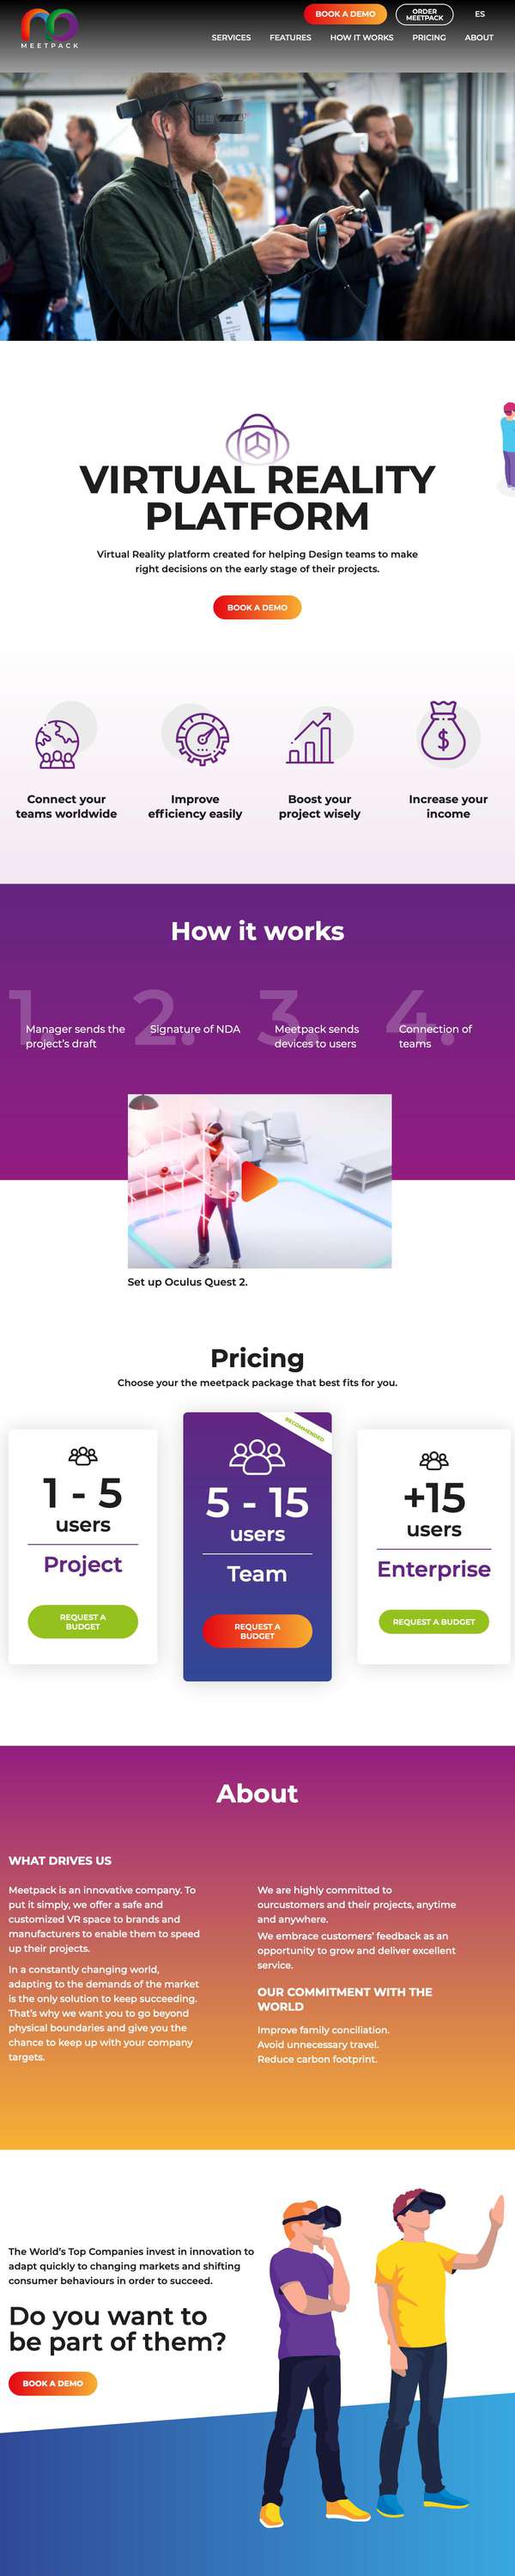 MEETPACK
BOOK A DEMO
ORDER
MEETPACK
ES
SERVICES
FEATURES
HOW IT WORKS
PRICING
ABOUT
VIRTUAL REALITY
PLATFORM
Virtual Reality platform created for helping Design teams to make
right decisions on the early stage of their projects.
BOOK A DEMO
Connect your
teams worldwide
Improve
efficiency easily
Boost your
project wisely
Increase your
income
How it works
1.
Manager sends the
project's draft
2.
Signature of NDA
3.
Meetpack sends
devices to users
4.
Connection of
teams
Set up Oculus Quest 2.
Pricing
Choose your the meetpack package that best fits for you.
1 - 5
users
Project
REQUEST A
BUDGET
RECOMMENDED
5 - 15
users
Team
REQUEST A
BUDGET
+15
users
Enterprise
REQUEST A BUDGET
About
WHAT DRIVES US
Meetpack is an innovative company. To
put it simply, we offer a safe and
customized VR space to brands and
manufacturers to enable them to speed
up their projects.
In a constantly changing world,
adapting to the demands of the market
is the only solution to keep succeeding.
That's why we want you to go beyond
physical boundaries and give you the
chance to keep up with your company
targets.
We are highly committed to
ourcustomers and their projects, anytime
and anywhere.
We embrace customers' feedback as an
opportunity to grow and deliver excellent
service.
OUR COMMITMENT WITH THE
WORLD
Improve family conciliation.
Avoid unnecessary travel.
Reduce carbon footprint.
The World's Top Companies invest in innovation to
adapt quickly to changing markets and shifting
consumer behaviours in order to succeed.
Do you want to
be part of them?
BOOK A DEMO